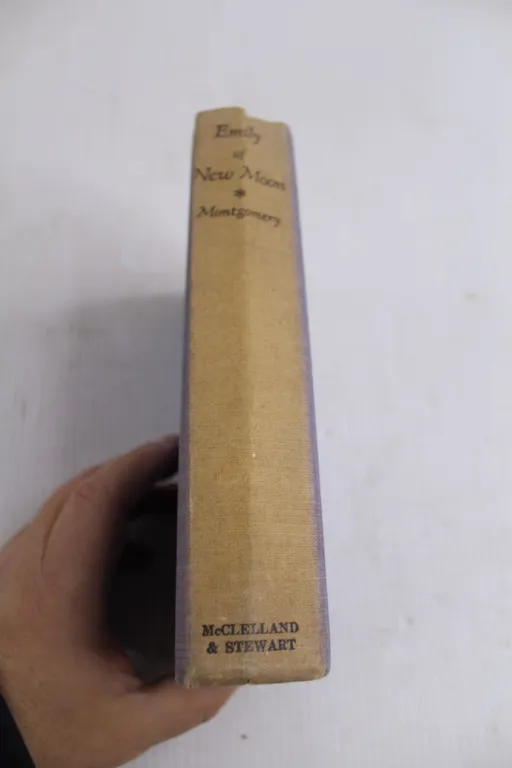 Emily
of
New Moon
*
Montgomery
McCLELLAND
& STEWART